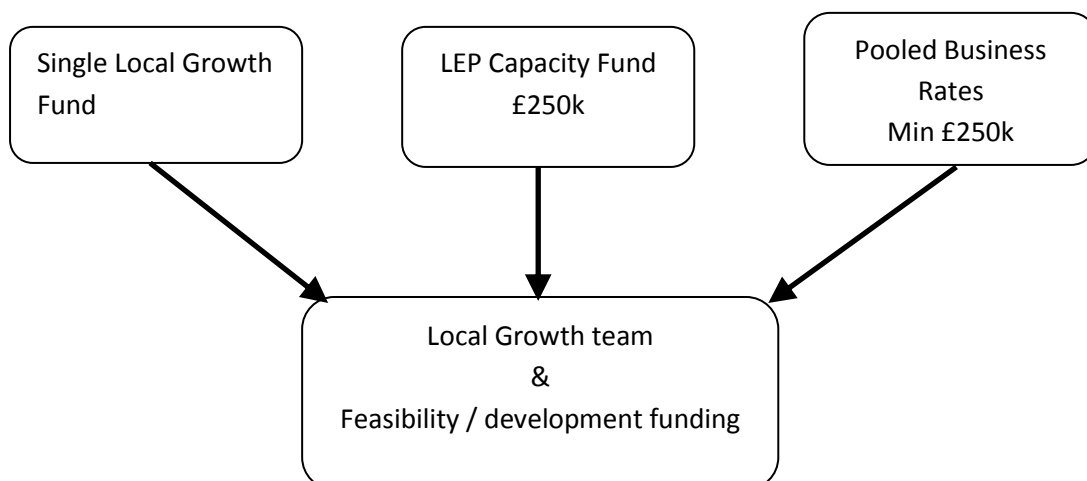 Single Local Growth
Fund
LEP Capacity Fund
£250k
Pooled Business
Rates
Min £250k
Local Growth team
&
Feasibility / development funding